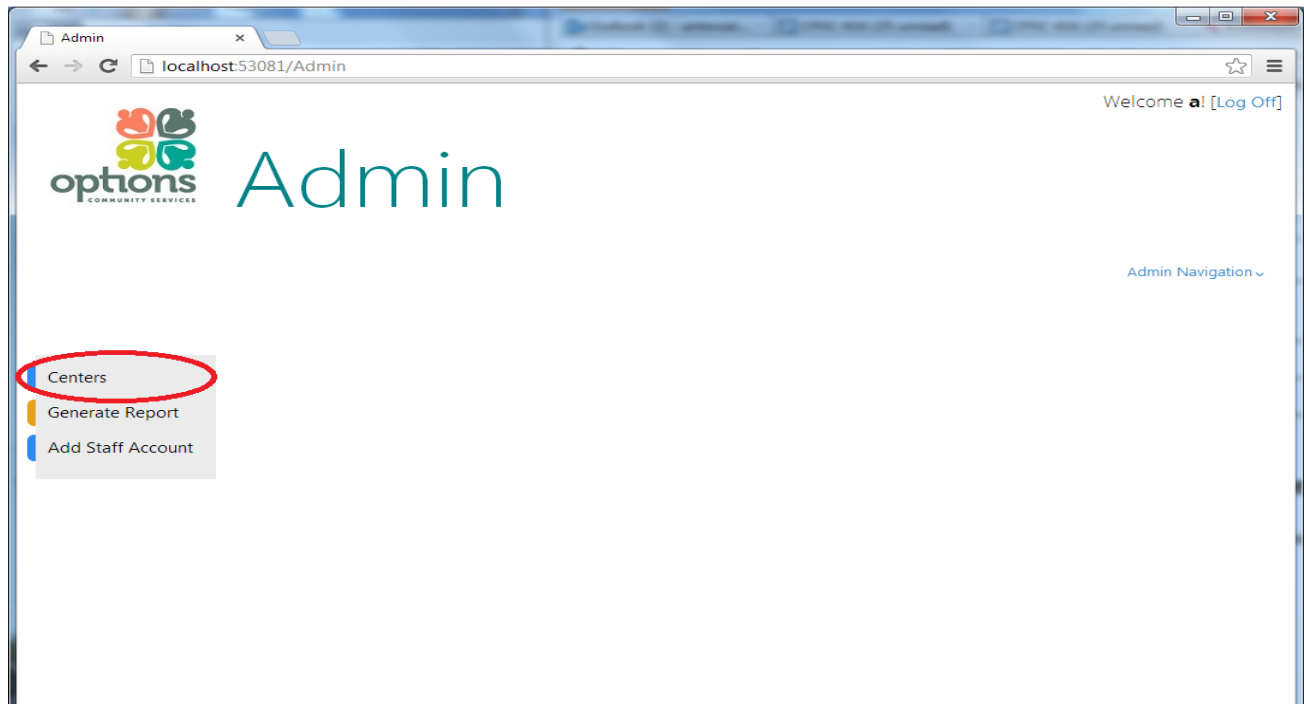 Admin
localhost:53081/Admin
Welcome a! [Log Off]
options
COMMUNITY SERVICES
Admin
Admin Navigation
Centers
Generate Report
Add Staff Account